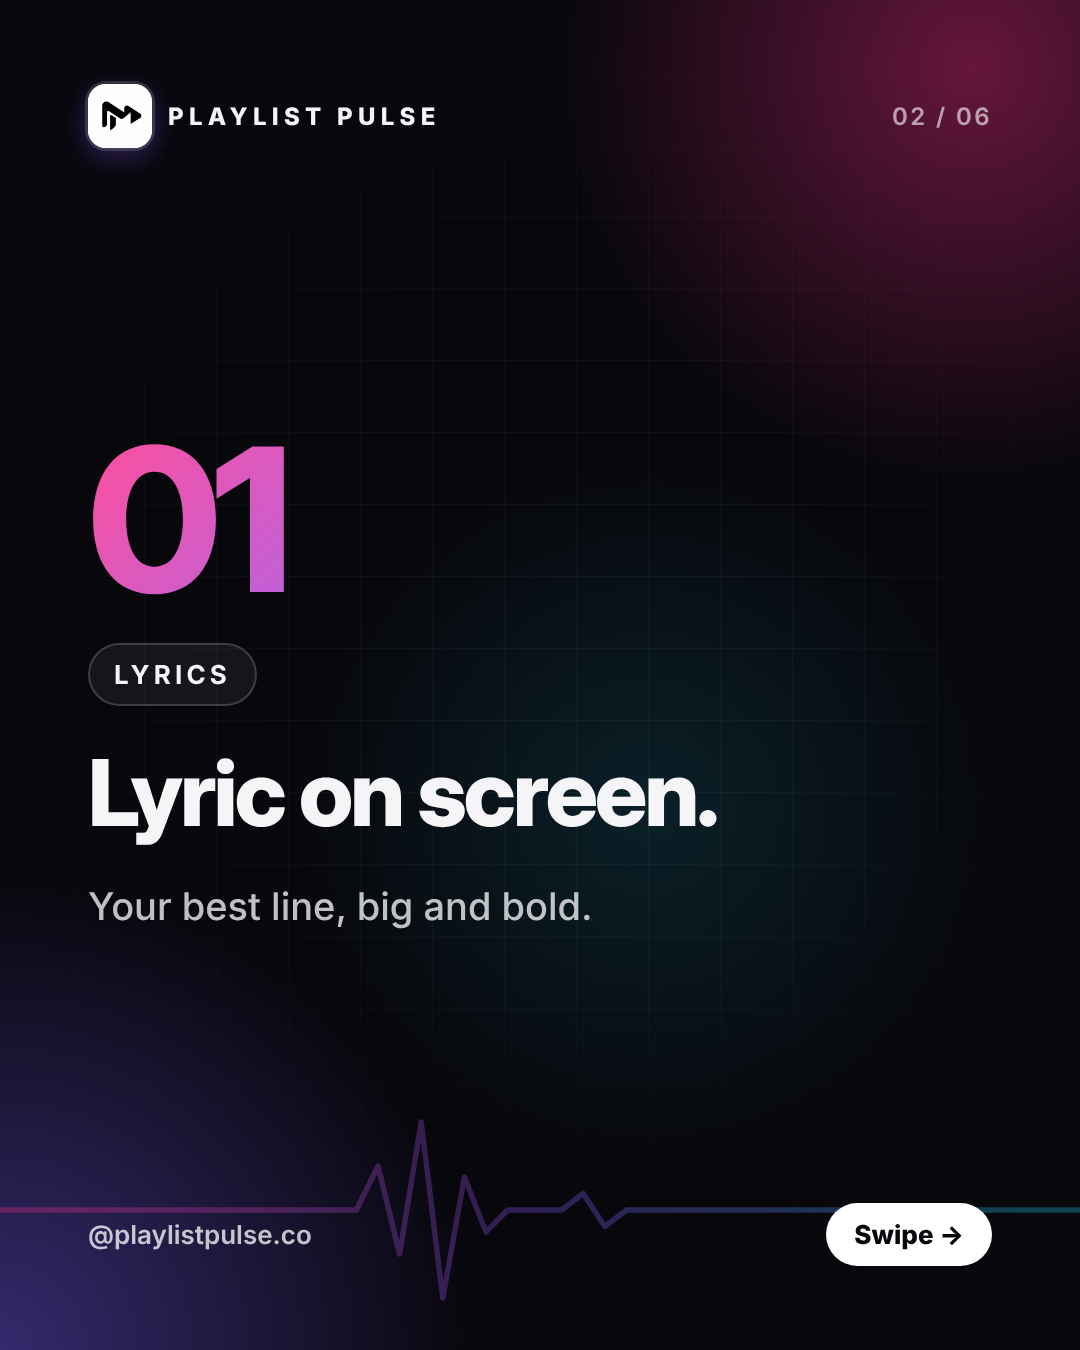 PLAYLIST PULSE
02 / 06
01
LYRICS
Lyric on screen.
Your best line, big and bold.
@playlistpulse.co
Swipe →